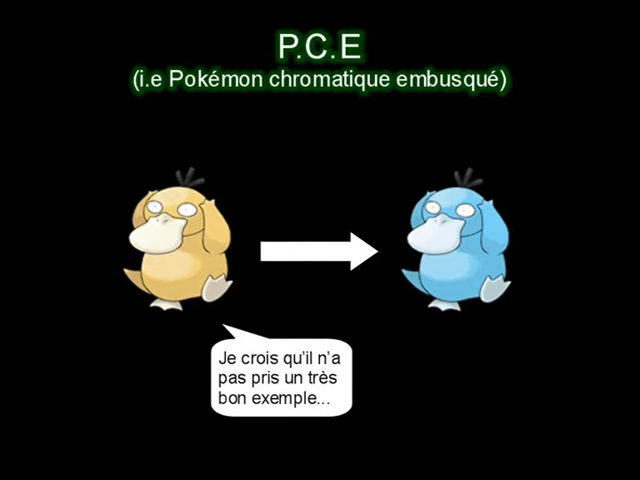 P.C.E
(i.e Pokémon chromatique embusqué)
Je crois qu'il n'a
pas pris un très
bon exemple...